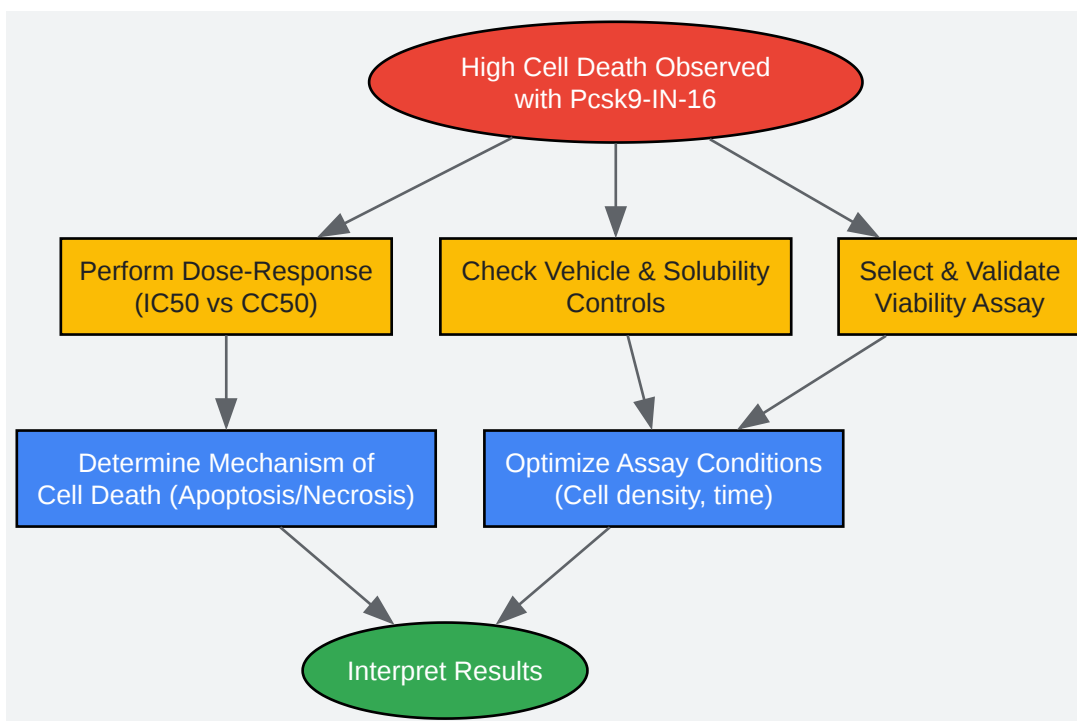 High Cell Death Observed
with Pcsk9-IN-16
Perform Dose-Response
(IC50 vs CC50)
Check Vehicle & Solubility
Controls
Select & Validate
Viability Assay
Determine Mechanism of
Cell Death (Apoptosis/Necrosis)
Optimize Assay Conditions
(Cell density, time)
Interpret Results